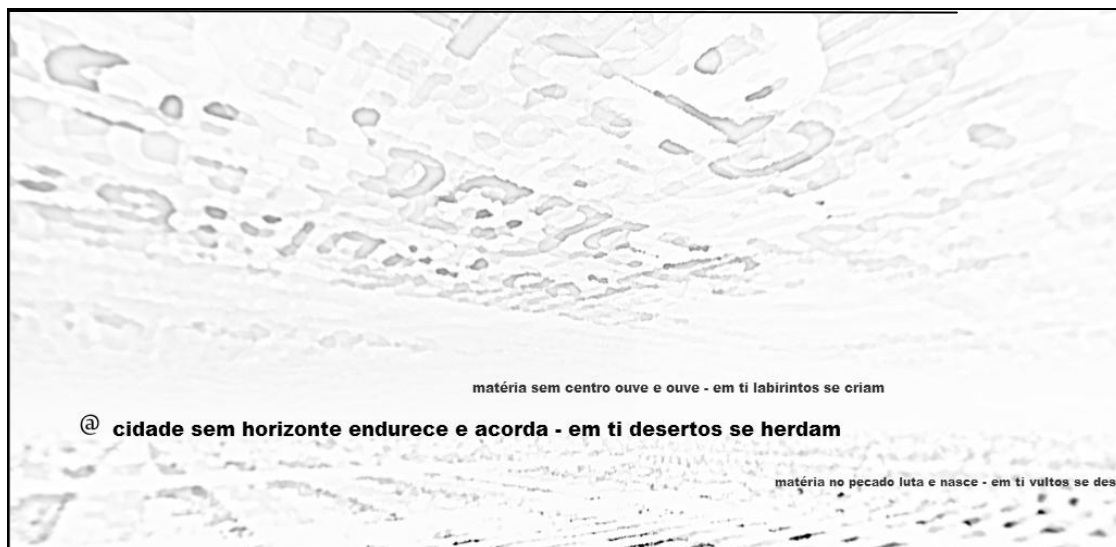 matéria sem centro ouve e ouve - em ti labirintos se criam
@ cidade sem horizonte endurece e acorda - em ti desertos se herdam
matéria no pecado luta e nasce - em ti vultos se des